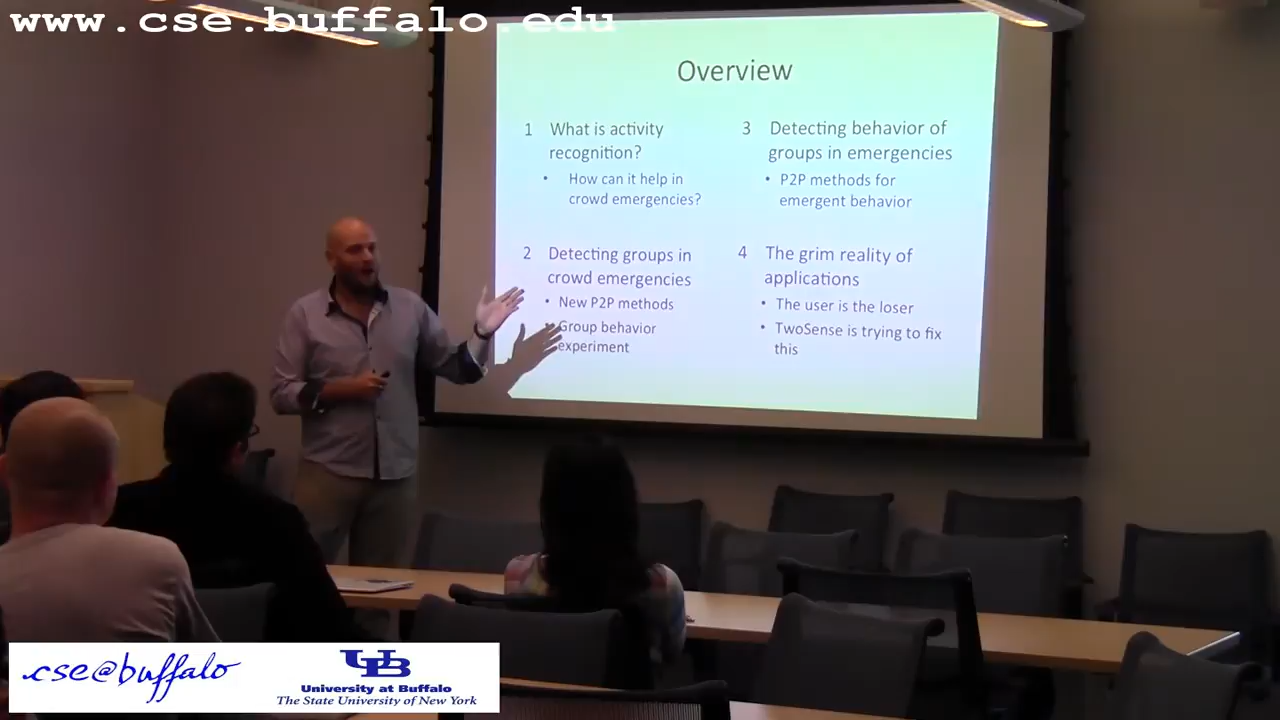 www.cse.buffalo.edu
Overview
1 What is activity
recognition?
• How can it help in
crowd emergencies?
2 Detecting groups in
crowd emergencies
• New P2P methods
• Group behavior
experiment
3 Detecting behavior of
groups in emergencies
• P2P methods for
emergent behavior
4 The grim reality of
applications
• The user is the loser
• TwoSense is trying to fix
this
cse@buffalo
UB
University at Buffalo
The State University of New York